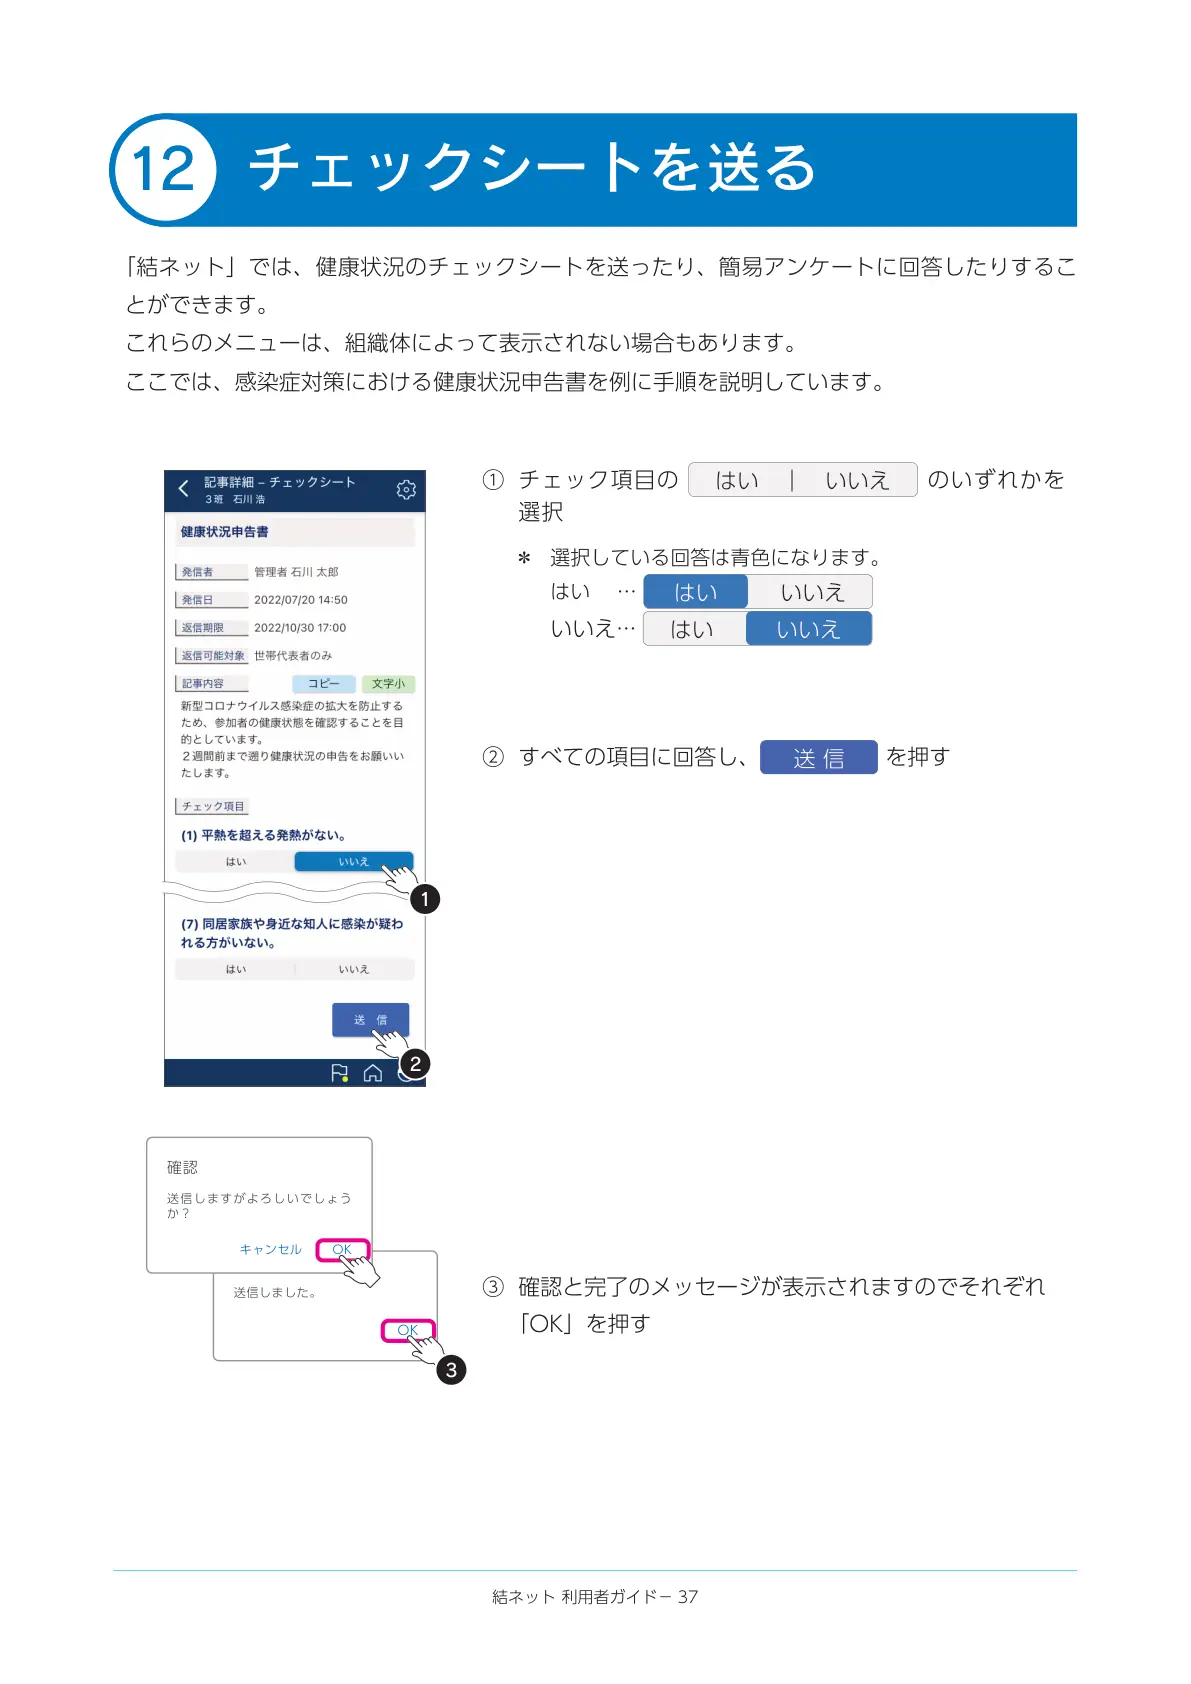 12 チェックシートを送る
「結ネット」では、健康状況のチェックシートを送ったり、簡易アンケートに回答したりするこ
とができます。
これらのメニューは、組織体によって表示されない場合もあります。
ここでは、感染症対策における健康状況申告書を例に手順を説明しています。
記事詳細 – チェックシート
3班 石川 浩
健康状況申告書
発信者 管理者 石川 太郎
発信日 2022/07/20 14:50
返信期限 2022/10/30 17:00
返信可能対象 世帯代表者のみ
記事内容 コピー 文字小
新型コロナウイルス感染症の拡大を防止する
ため、参加者の健康状態を確認することを目
的としています。
2週間前まで遡り健康状況の申告をお願いい
たします。
チェック項目
(1) 平熱を超える発熱がない。
はい いいえ
1
(7) 同居家族や身近な知人に感染が疑わ
れる方がいない。
はい いいえ
送 信
2
① チェック項目の はい | いいえ のいずれかを
選択
＊ 選択している回答は青色になります。
はい … はい いいえ
いいえ… はい いいえ
② すべての項目に回答し、 送 信 を押す
確認
送信しますがよろしいでしょう
か？
キャンセル OK
送信しました。
OK
3
③ 確認と完了のメッセージが表示されますのでそれぞれ
「OK」を押す
結ネット 利用者ガイド− 37